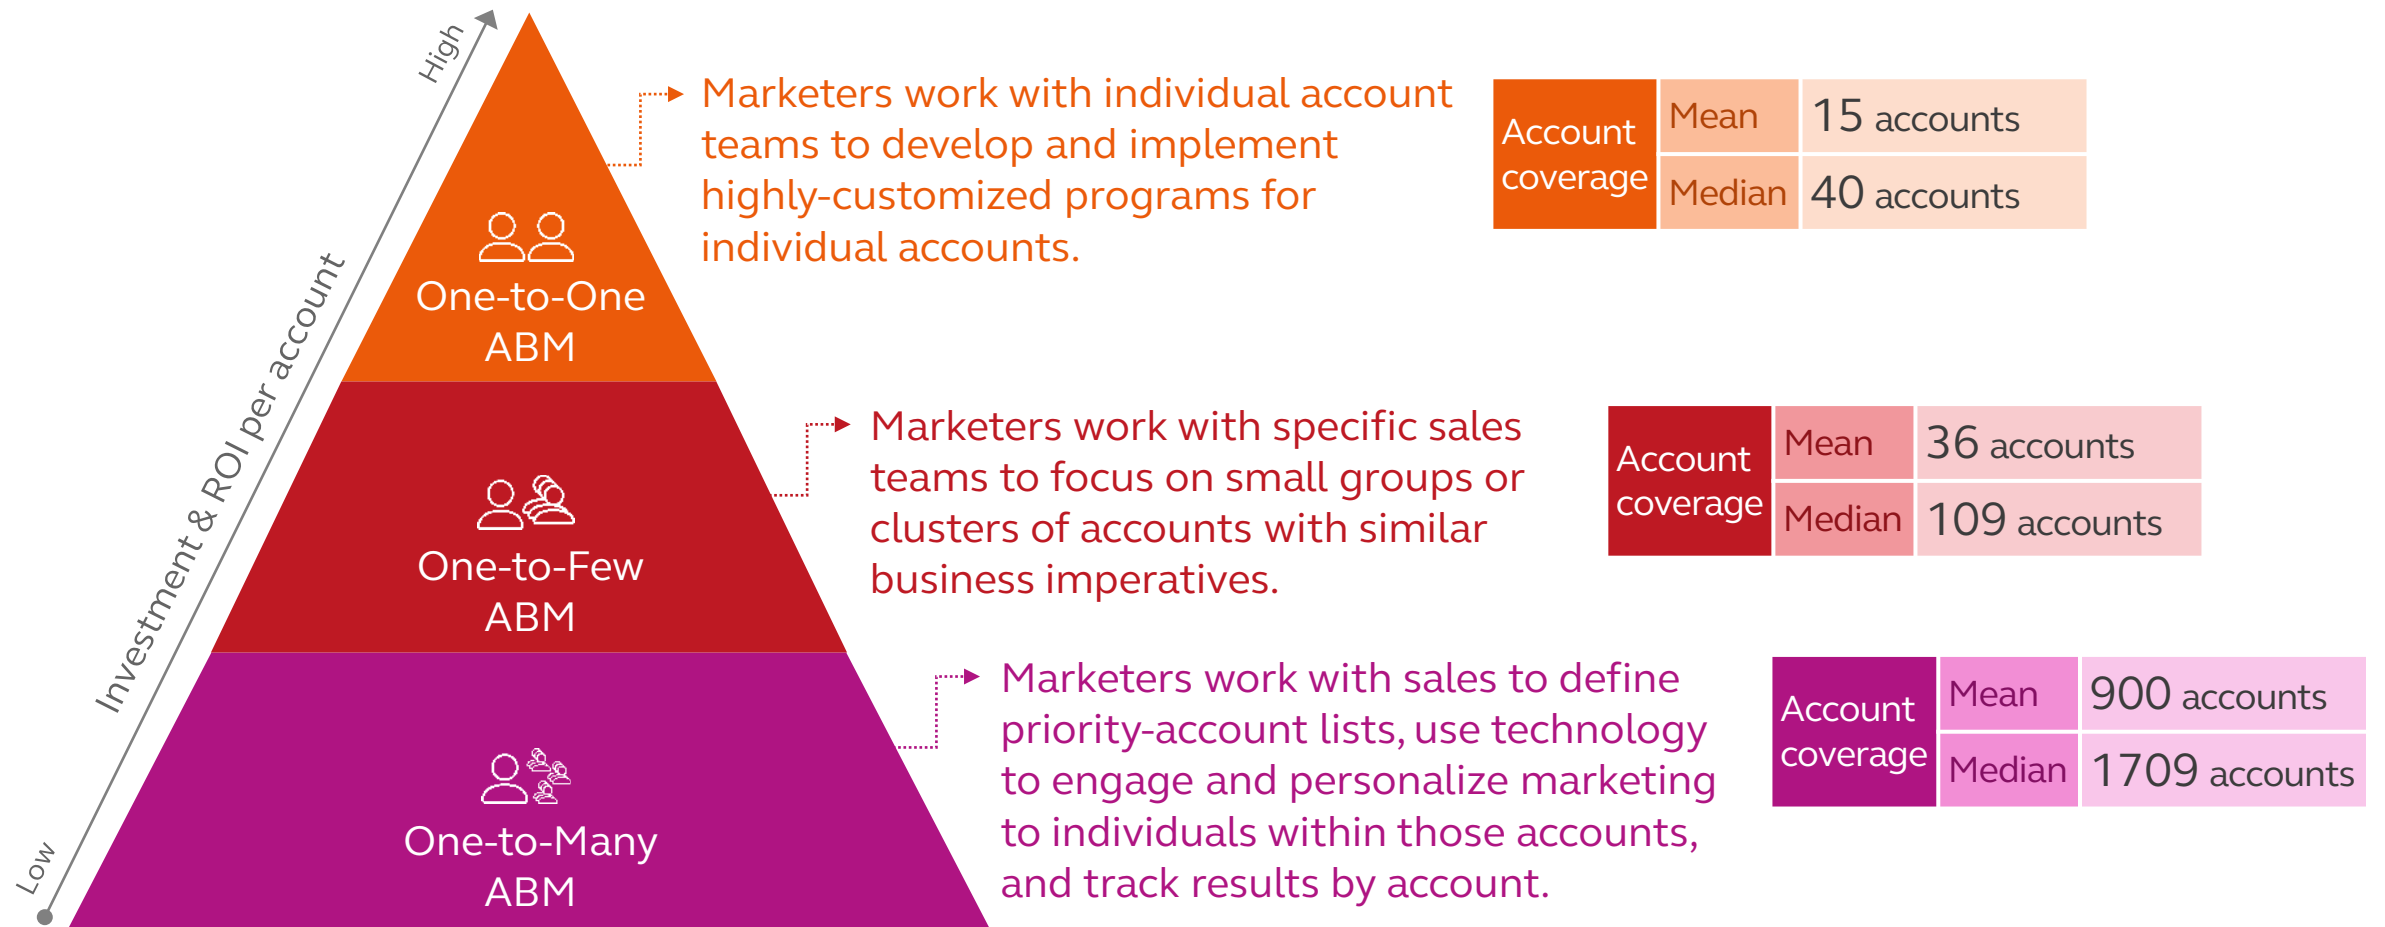 High
Investment & ROI per account
Low
One-to-One
ABM
Marketers work with individual account
teams to develop and implement
highly-customized programs for
individual accounts.
Account
coverage
Mean
15 accounts
Median
40 accounts
One-to-Few
ABM
Marketers work with specific sales
teams to focus on small groups or
clusters of accounts with similar
business imperatives.
Account
coverage
Mean
36 accounts
Median
109 accounts
One-to-Many
ABM
Marketers work with sales to define
priority-account lists, use technology
to engage and personalize marketing
to individuals within those accounts,
and track results by account.
Account
coverage
Mean
900 accounts
Median
1709 accounts